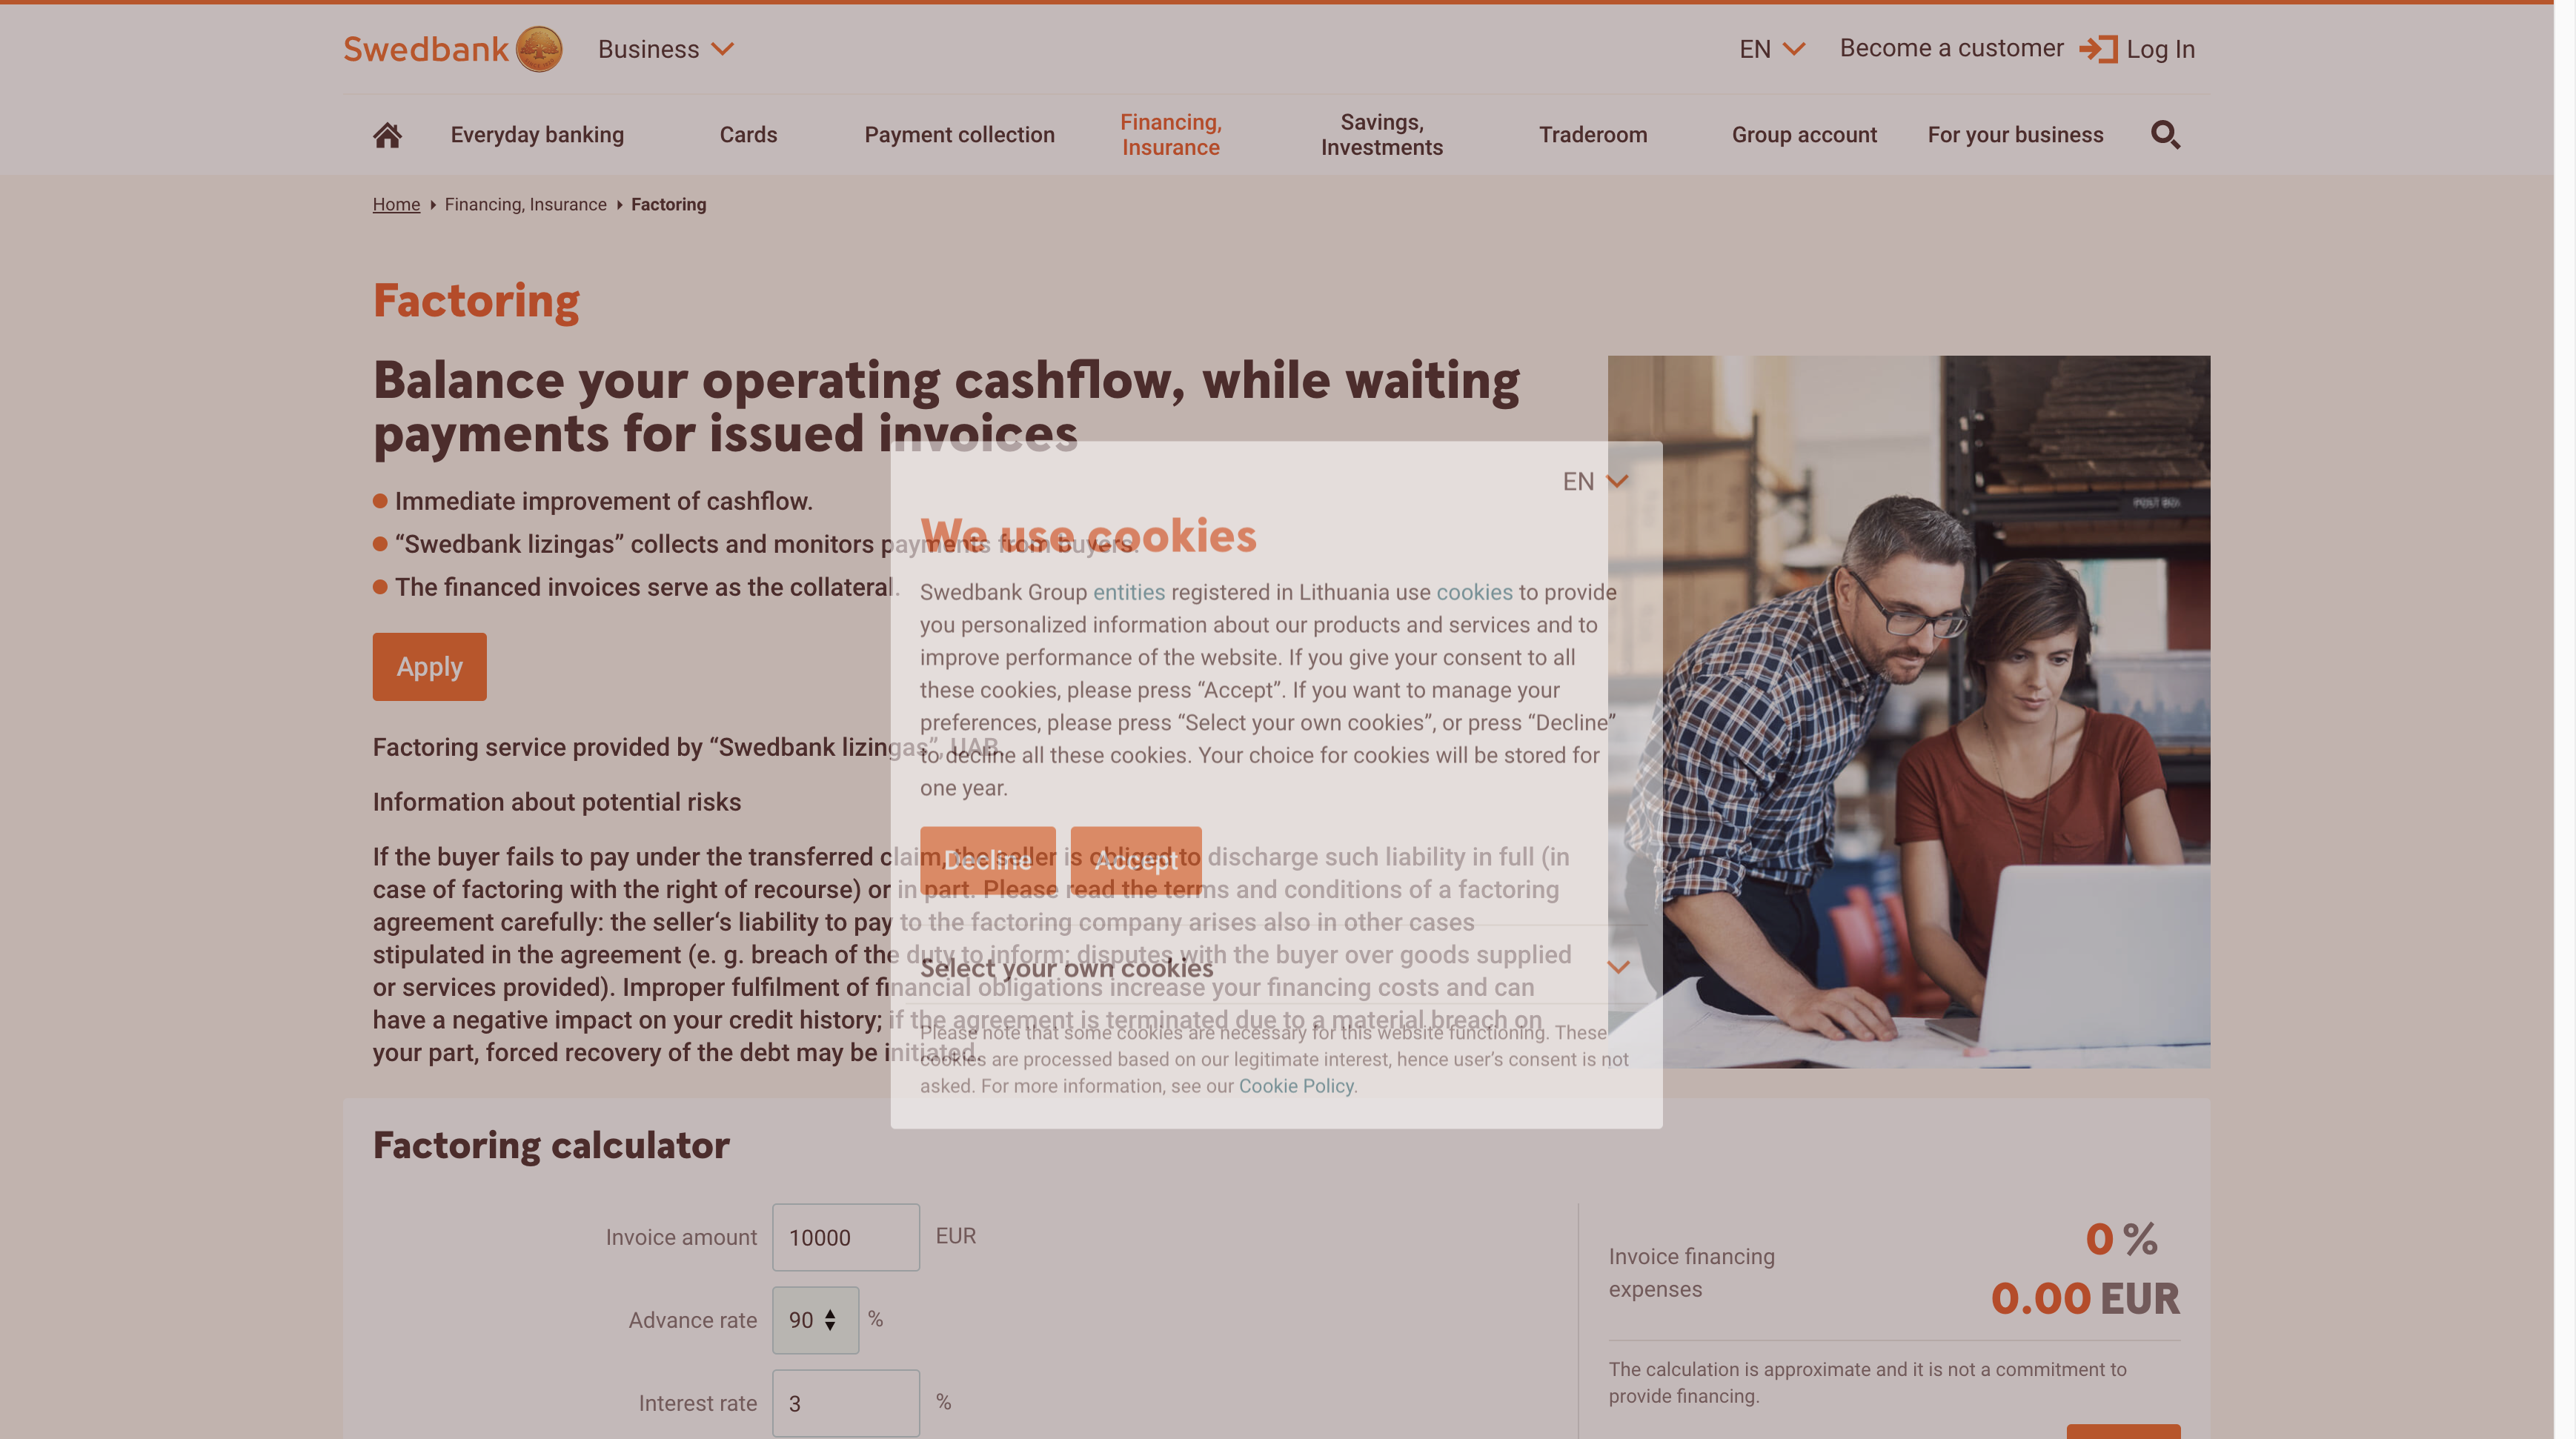 Swedbank
Business
EN
Become a customer
Log In
Everyday banking
Cards
Payment collection
Financing,
Insurance
Savings,
Investments
Traderoom
Group account
For your business
Home
Financing, Insurance
Factoring
Factoring
Balance your operating cashflow, while waiting
payments for issued invoices
Immediate improvement of cashflow.
“Swedbank lizingas” collects and monitors payments from buyers.
The financed invoices serve as the collateral.
Apply
Factoring service provided by “Swedbank lizingas”, UAB.
Information about potential risks
If the buyer fails to pay under the transferred claim, the seller is obliged to discharge such liability in full (in
case of factoring with the right of recourse) or in part. Please read the terms and conditions of a factoring
agreement carefully: the seller‘s liability to pay to the factoring company arises also in other cases
stipulated in the agreement (e. g. breach of the duty to inform; disputes with the buyer over goods supplied
or services provided). Improper fulfilment of financial obligations increase your financing costs and can
have a negative impact on your credit history; if the agreement is terminated due to a material breach on
your part, forced recovery of the debt may be initiated.
EN
We use cookies
Swedbank Group entities registered in Lithuania use cookies to provide
you personalized information about our products and services and to
improve performance of the website. If you give your consent to all
these cookies, please press “Accept”. If you want to manage your
preferences, please press “Select your own cookies”, or press “Decline”
to decline all these cookies. Your choice for cookies will be stored for
one year.
Decline
Accept
Select your own cookies
Please note that some cookies are necessary for this website functioning. These
cookies are processed based on our legitimate interest, hence user’s consent is not
asked. For more information, see our Cookie Policy.
POST BOX
Factoring calculator
Invoice amount
10000
EUR
Advance rate
90
%
Interest rate
3
%
Invoice financing
expenses
0 %
0.00 EUR
The calculation is approximate and it is not a commitment to
provide financing.